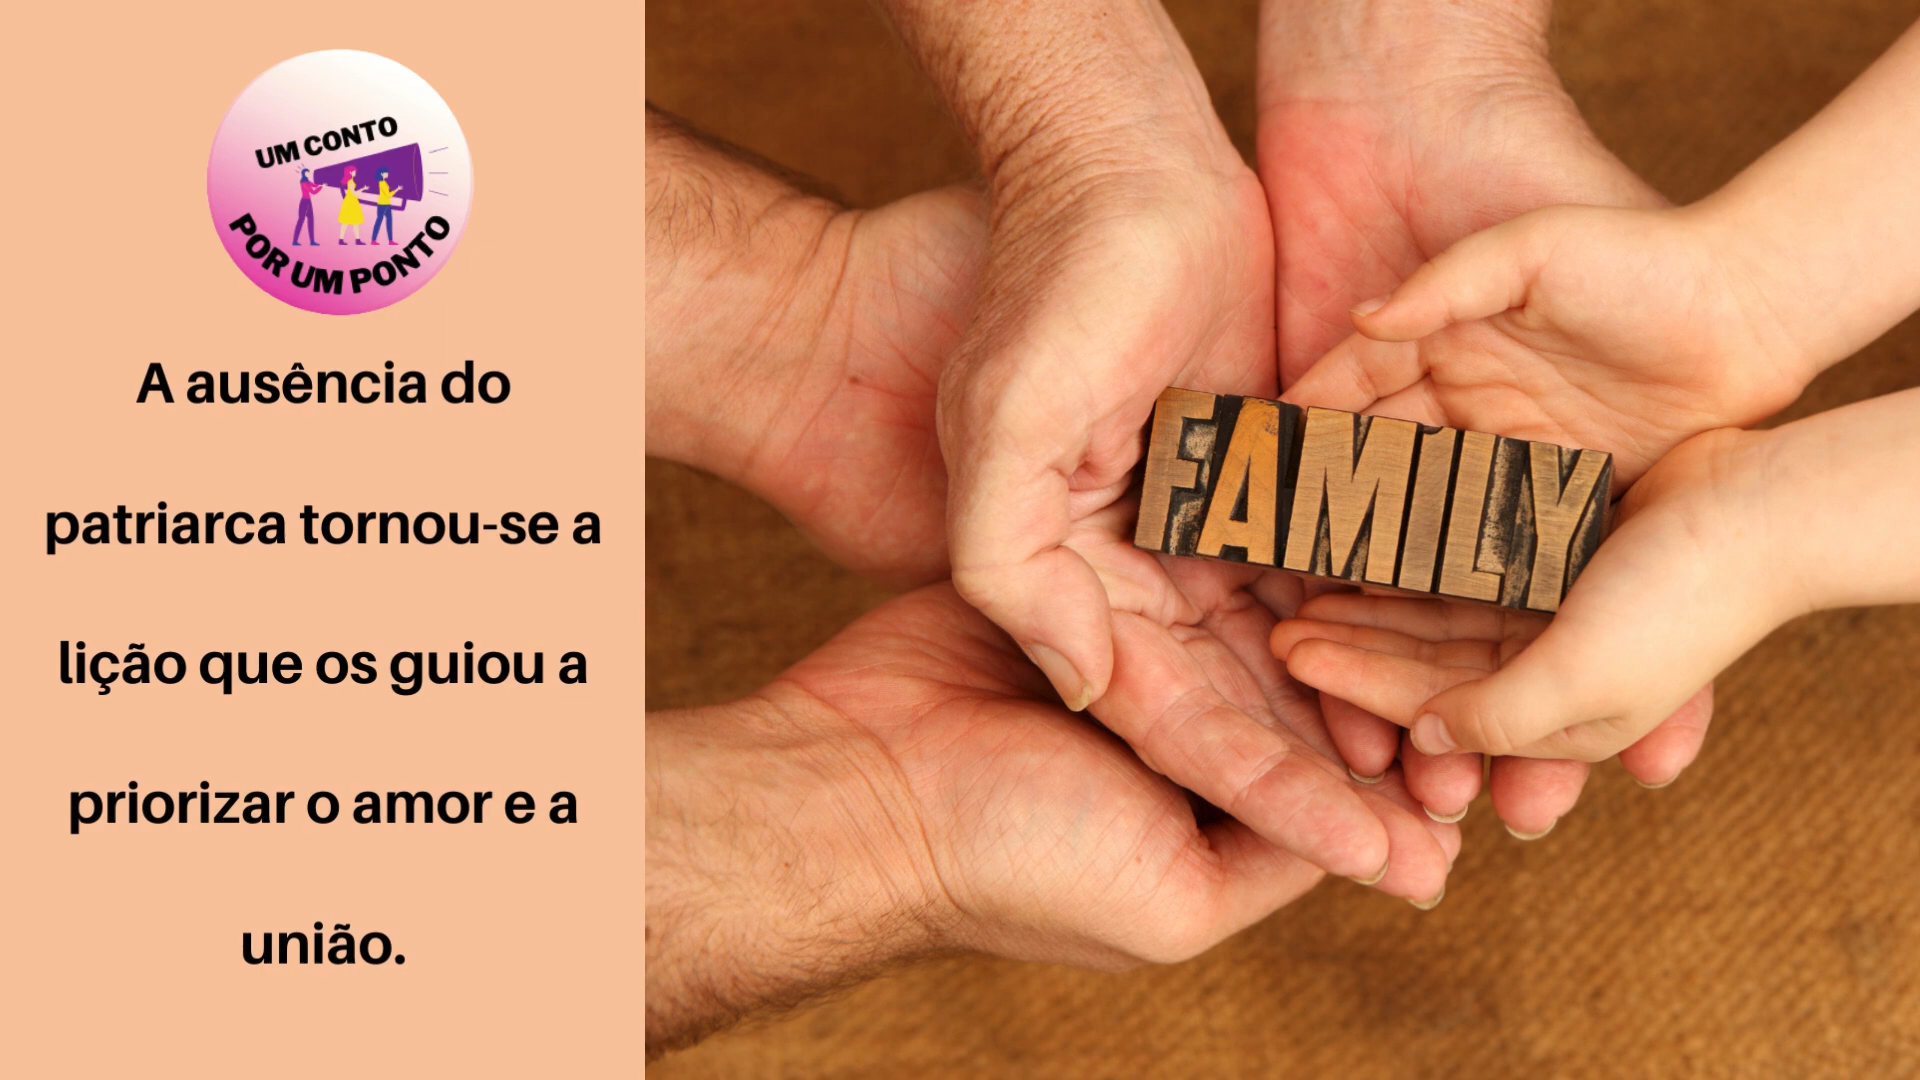 UM CONTO
POR UM PONTO
A ausência do
patriarca tornou-se a
lição que os guiou a
priorizar o amor e a
união.
FAMILY